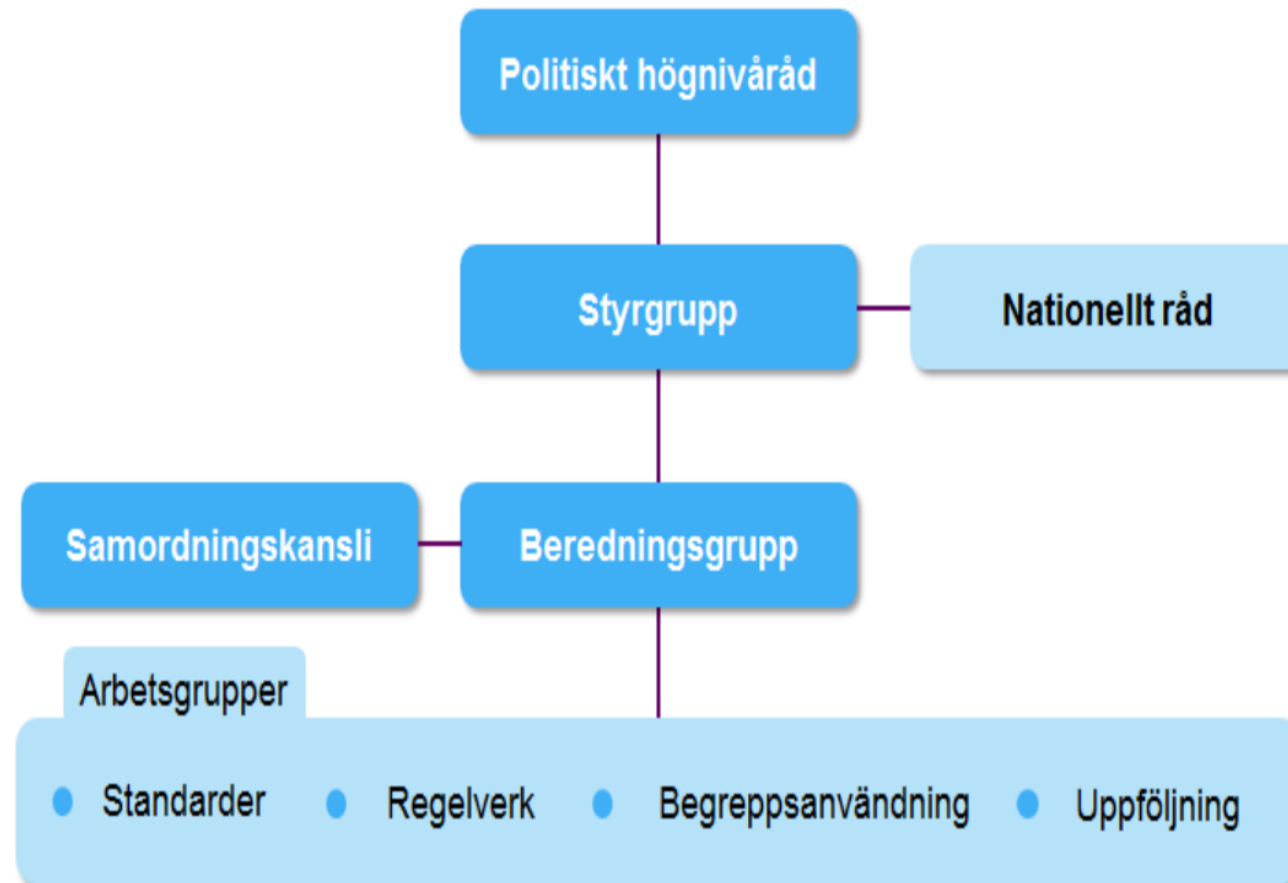 Politiskt högnivåråd
Styrgrupp
Nationellt råd
Samordningskansli
Beredningsgrupp
Arbetsgrupper
Standarder
Regelverk
Begreppsanvändning
Uppföljning